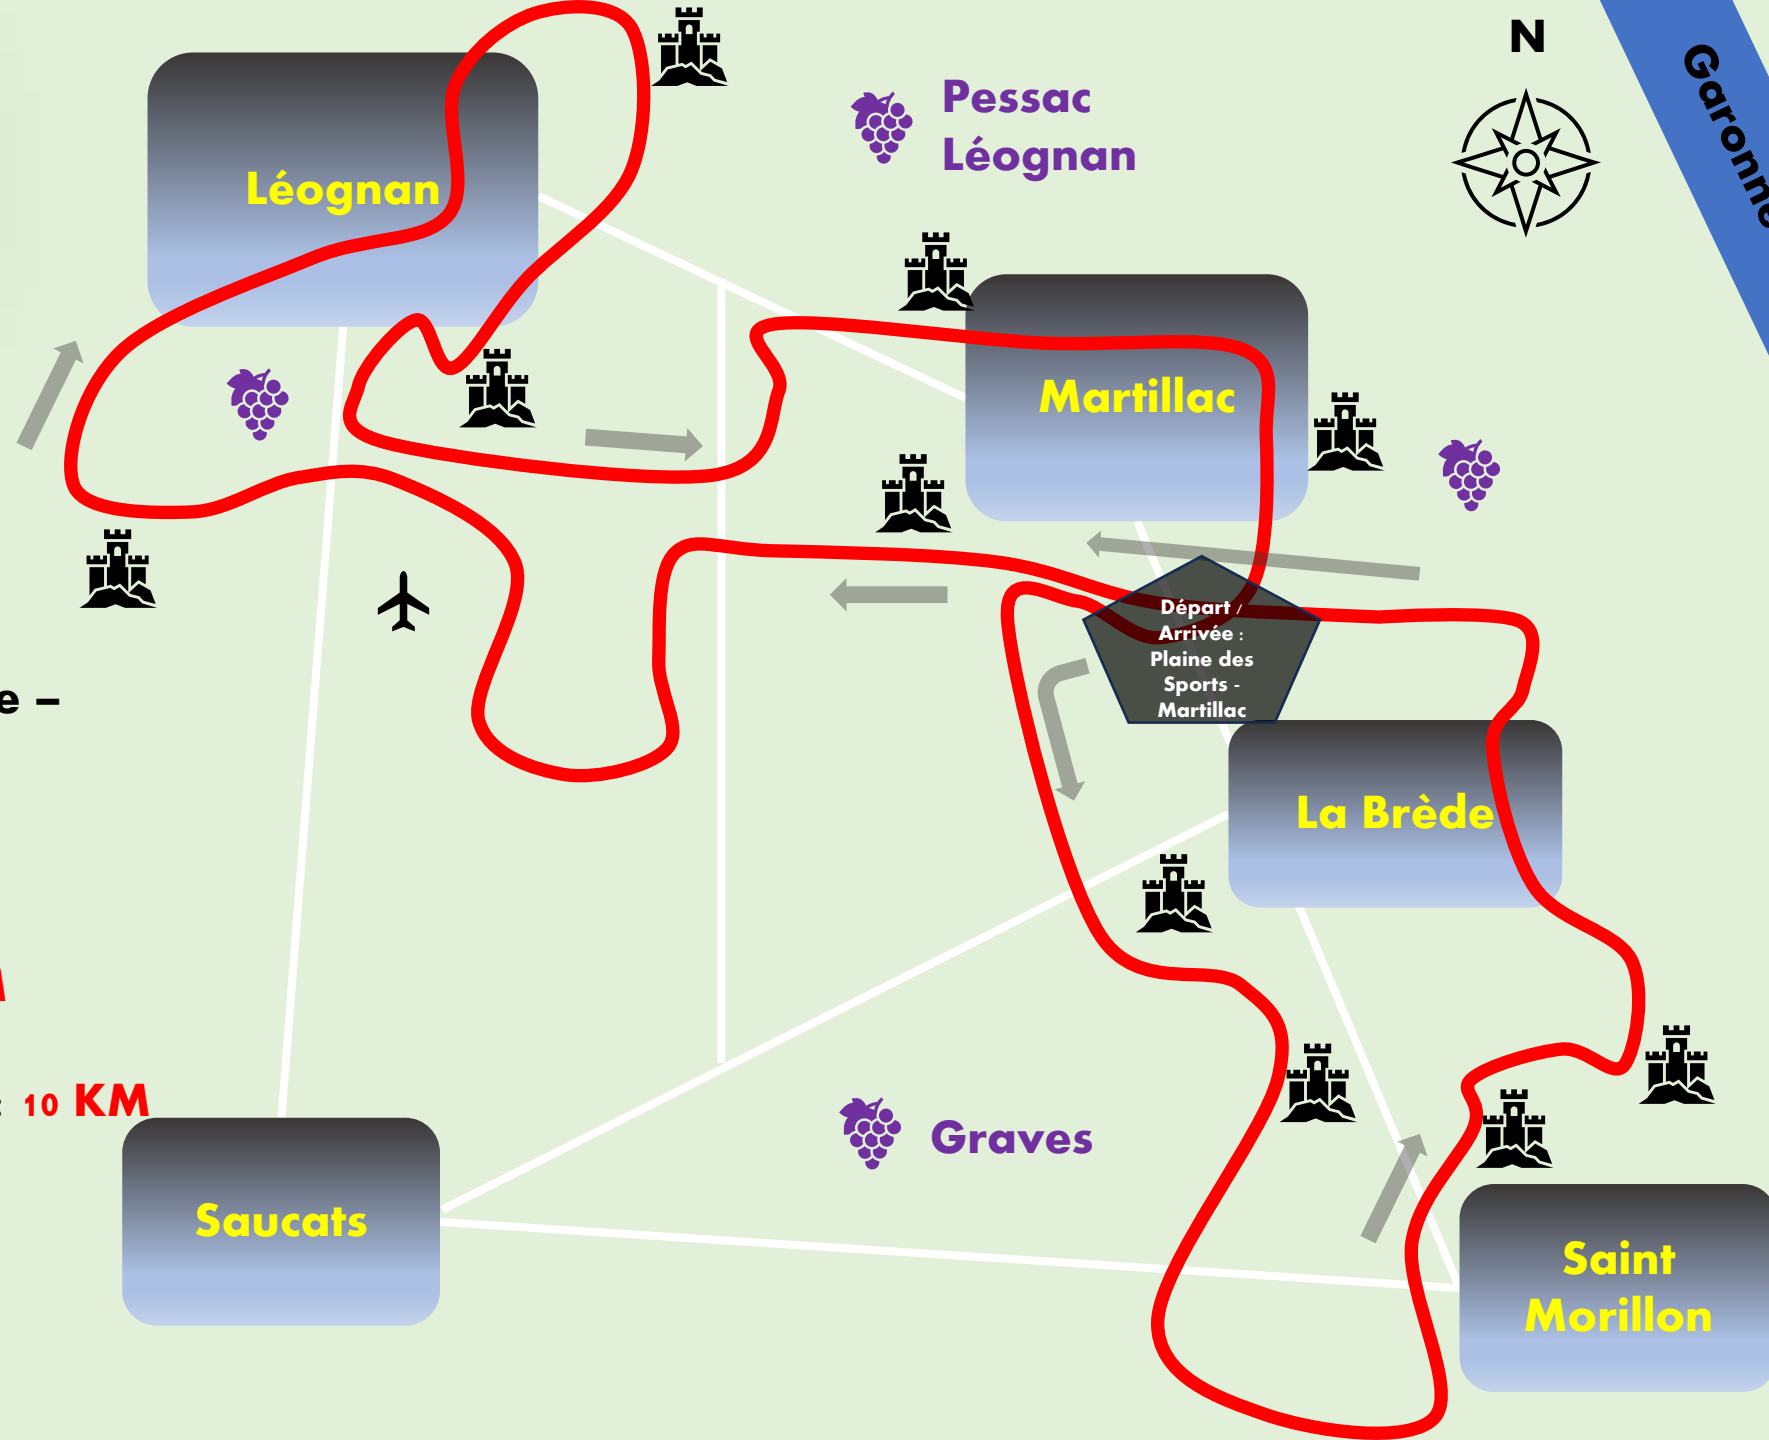 N
Garonne
Pessac
Léognan
Léognan
Martillac
Départ /
Arrivée :
Plaine des
Sports -
Martillac
e –
La Brède
: 10 KM
Graves
Saucats
Saint
Morillon